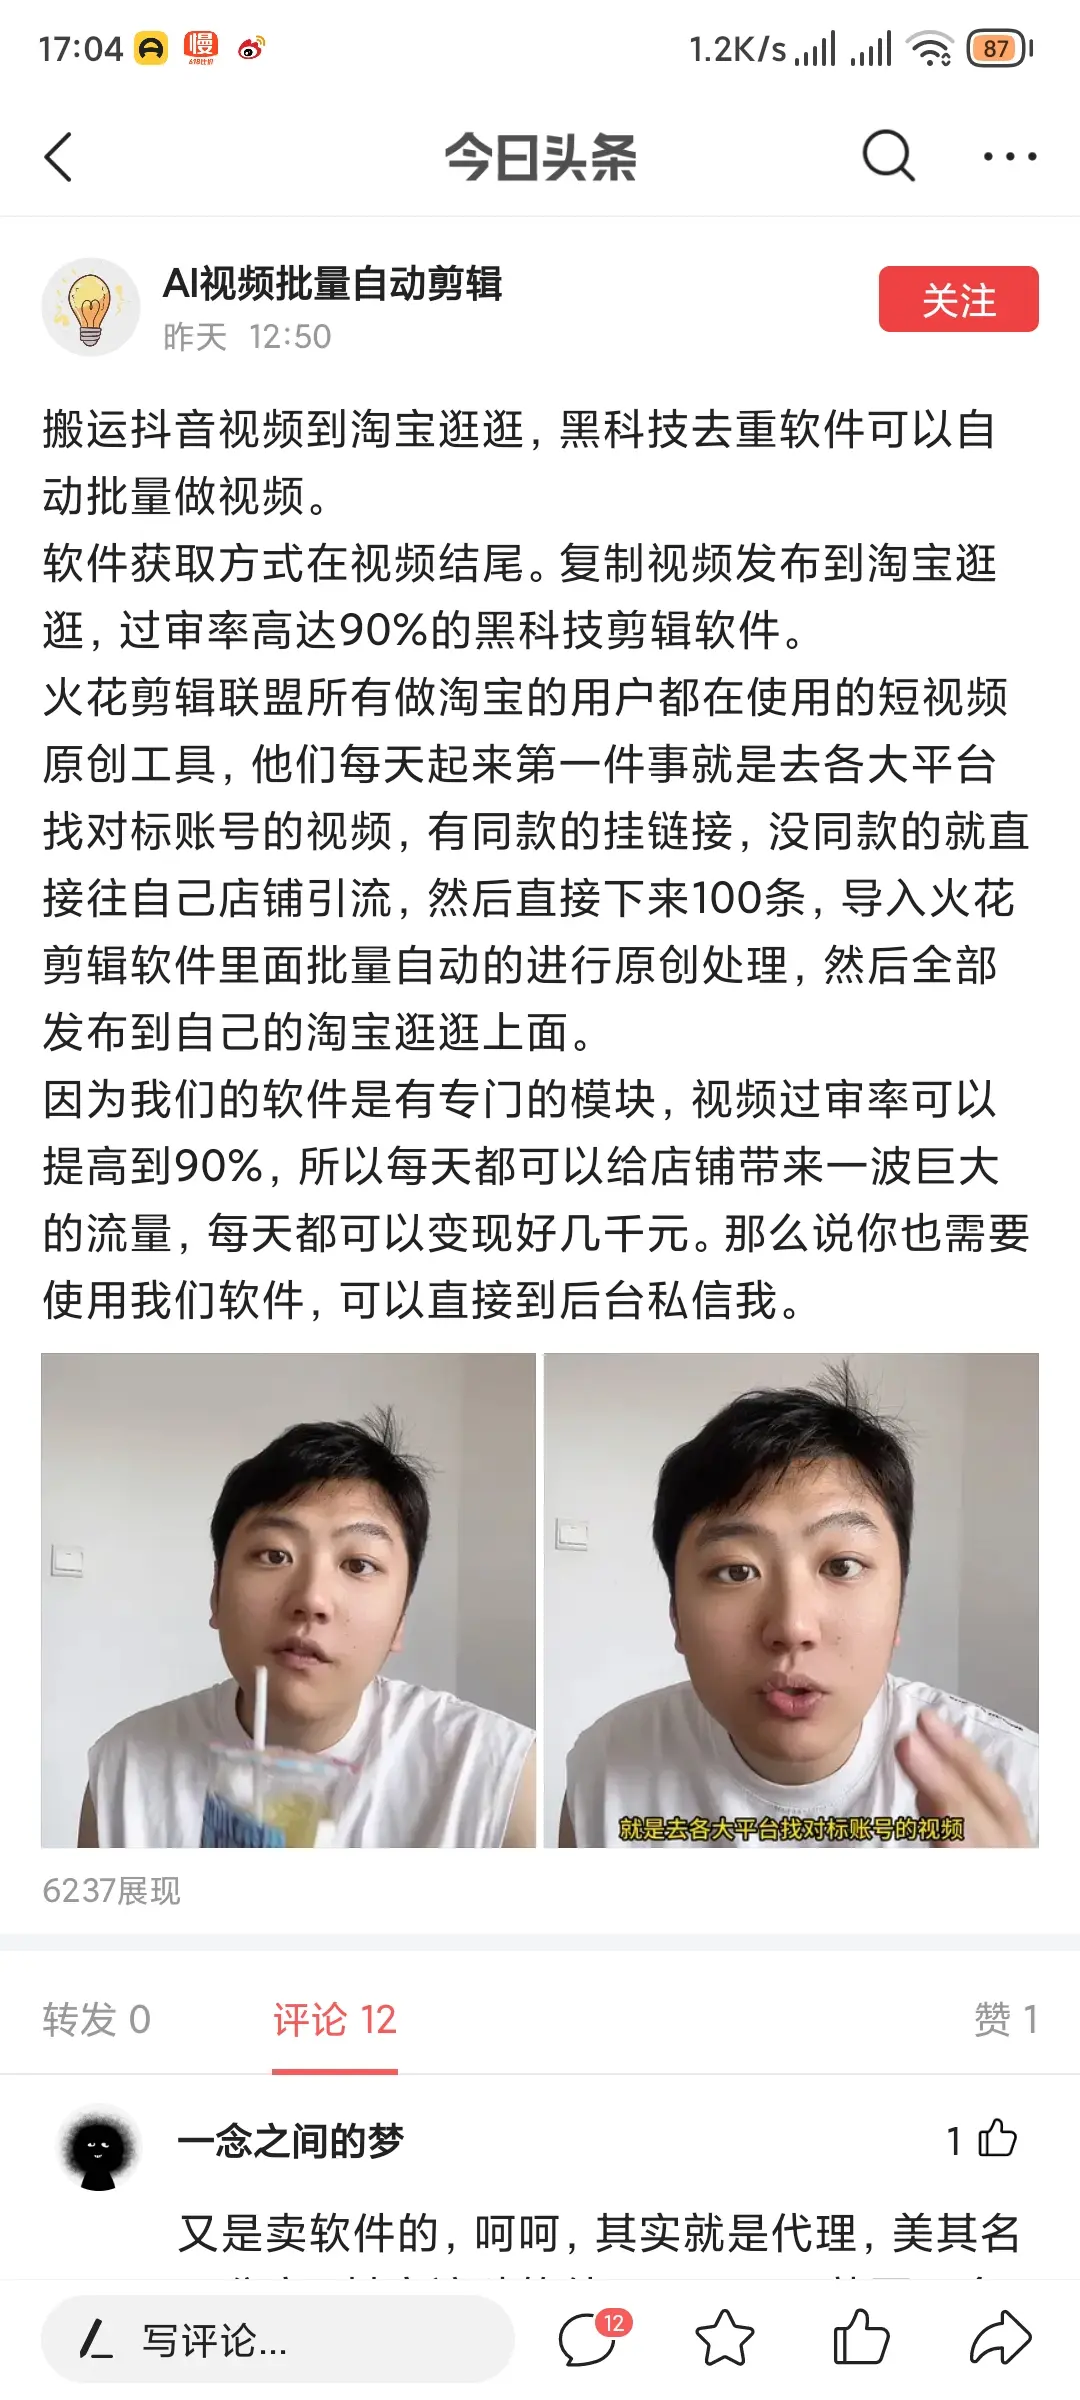 17:04
慢
618比价
1.2K/s
87
今日头条
AI视频批量自动剪辑
昨天 12:50
关注
搬运抖音视频到淘宝逛逛，黑科技去重软件可以自
动批量做视频。
软件获取方式在视频结尾。复制视频发布到淘宝逛
逛，过审率高达90%的黑科技剪辑软件。
火花剪辑联盟所有做淘宝的用户都在使用的短视频
原创工具，他们每天起来第一件事就是去各大平台
找对标账号的视频，有同款的挂链接，没同款的就直
接往自己店铺引流，然后直接下来100条，导入火花
剪辑软件里面批量自动的进行原创处理，然后全部
发布到自己的淘宝逛逛上面。
因为我们的软件是有专门的模块，视频过审率可以
提高到90%，所以每天都可以给店铺带来一波巨大
的流量，每天都可以变现好几千元。那么说你也需要
使用我们软件，可以直接到后台私信我。
就是去各大平台找对标账号的视频
6237展现
转发 0
评论 12
赞 1
一念之间的梦
1
又是卖软件的，呵呵，其实就是代理，美其名
写评论...
12